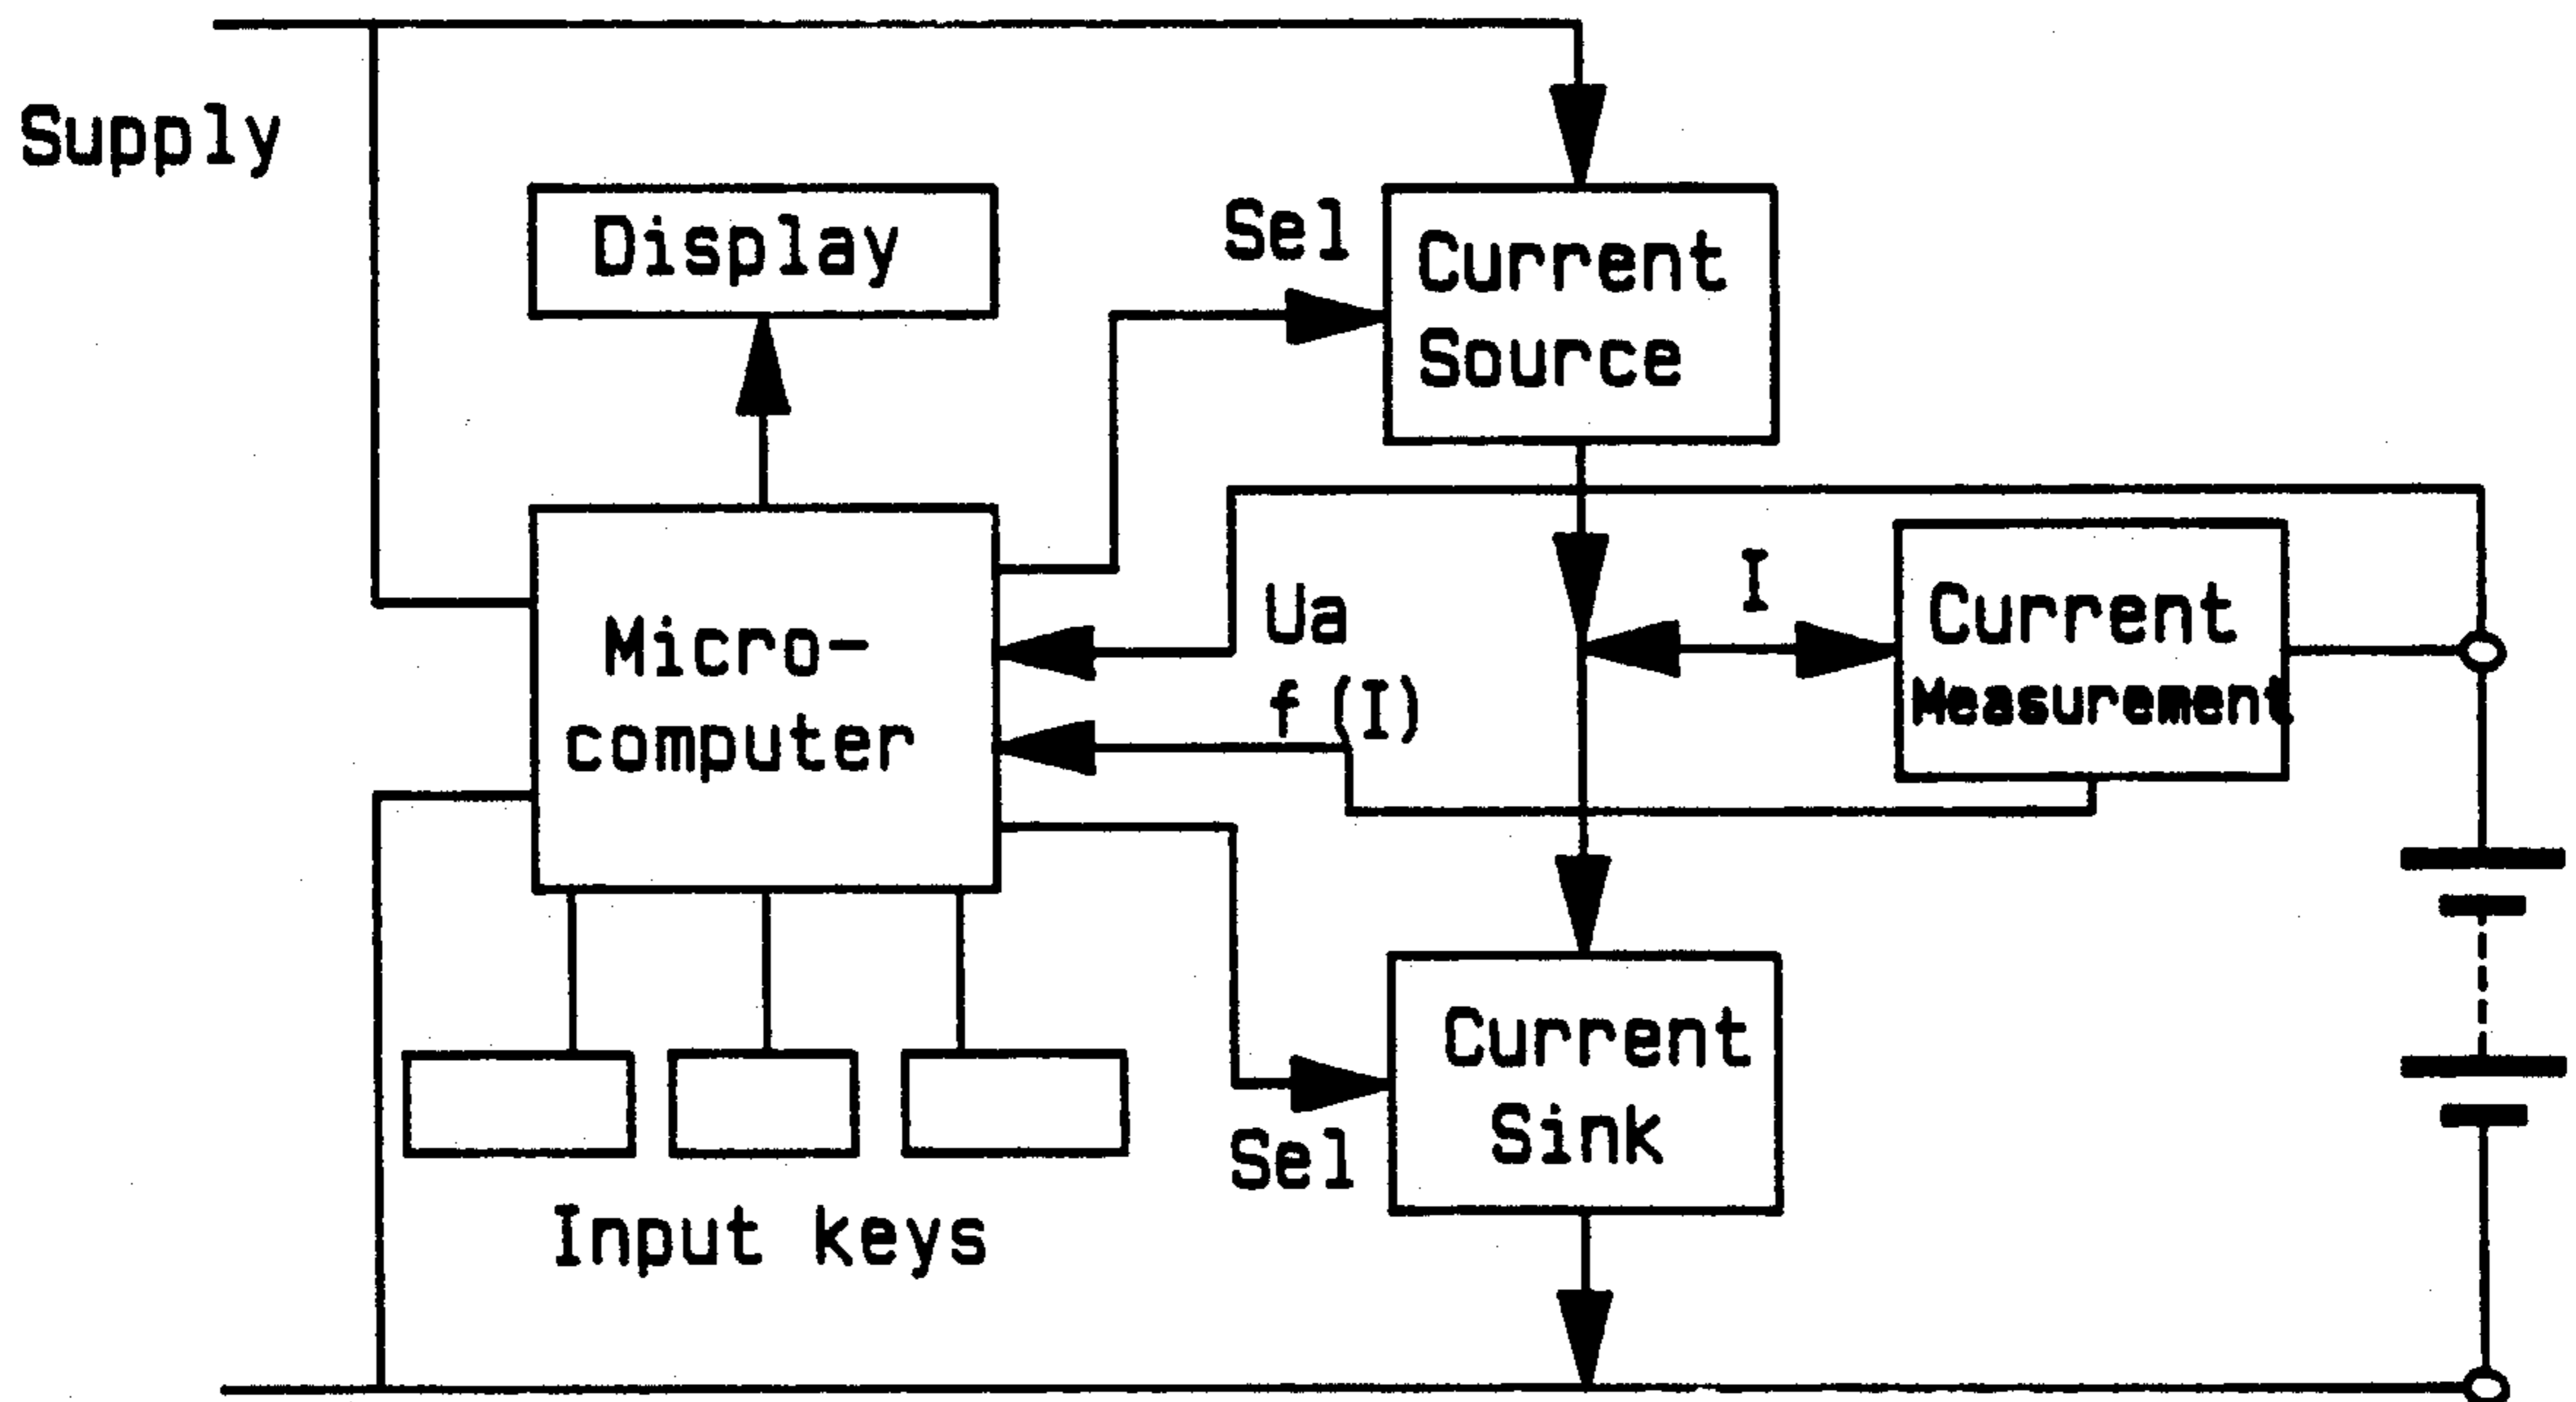 Supply
Display
Sel
Current
Source
Micro-
computer
Ua
f (I)
I
Current
Measurement
Input keys
Sel
Current
Sink